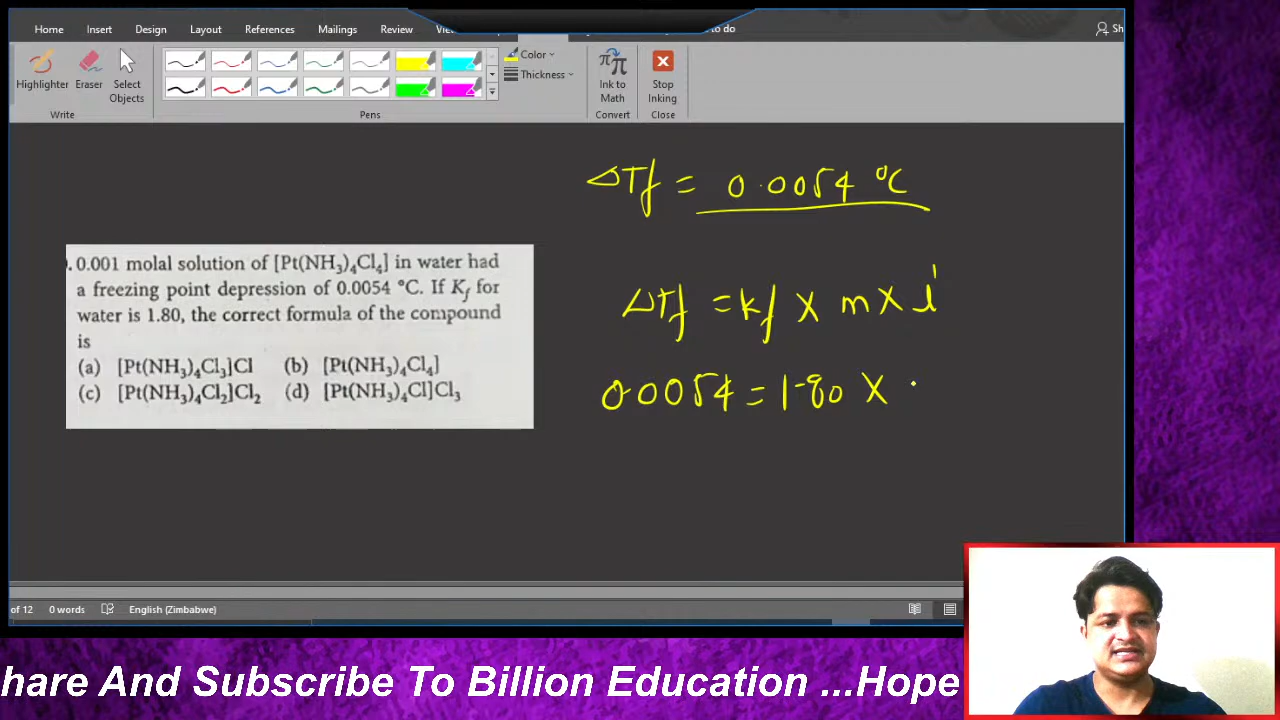 Home Insert Design Layout References Mailings Review to do
Color
Thickness
Highlighter Eraser Select Objects Ink to Math Stop Inking
Write Pens Convert Close
ΔTf = 0.0054 °C
0.001 molal solution of [Pt(NH₃)₄Cl₄] in water had
a freezing point depression of 0.0054 °C. If Kf for
water is 1.80, the correct formula of the compound
is
(a) [Pt(NH₃)₄Cl₃]Cl (b) [Pt(NH₃)₄Cl₄]
(c) [Pt(NH₃)₄Cl₂]Cl₂ (d) [Pt(NH₃)₄Cl]Cl₃
ΔTf = kf X m X i
0.0054 = 1.80 X
of 12 0 words English (Zimbabwe)
hare And Subscribe To Billion Education ...Hope